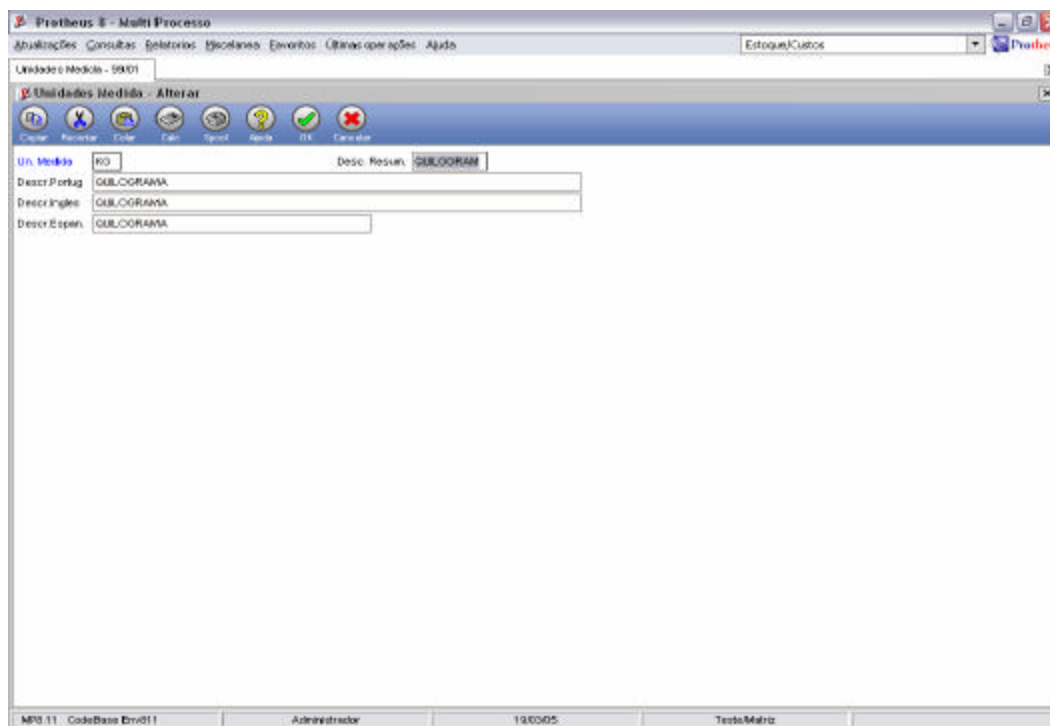 Protheus 8 - Multi Processo
Atualizações Consultas Relatorios Miscelanea Favoritos Últimas operações Ajuda Estoque/Custos Prothe
Unidades Medida - 99/01
Unidades Medida - Alterar
Copiar Recortar Colar Calc Spool Ajuda OK Cancelar
Un. Medida KG Desc. Resum. QUILOGRAM
Descr.Portug QUILOGRAMA
Descr.Ingles QUILOGRAMA
Descr.Espan. QUILOGRAMA
MP8.11 CodeBase Env811 Administrador 19/03/05 Teste/Matriz